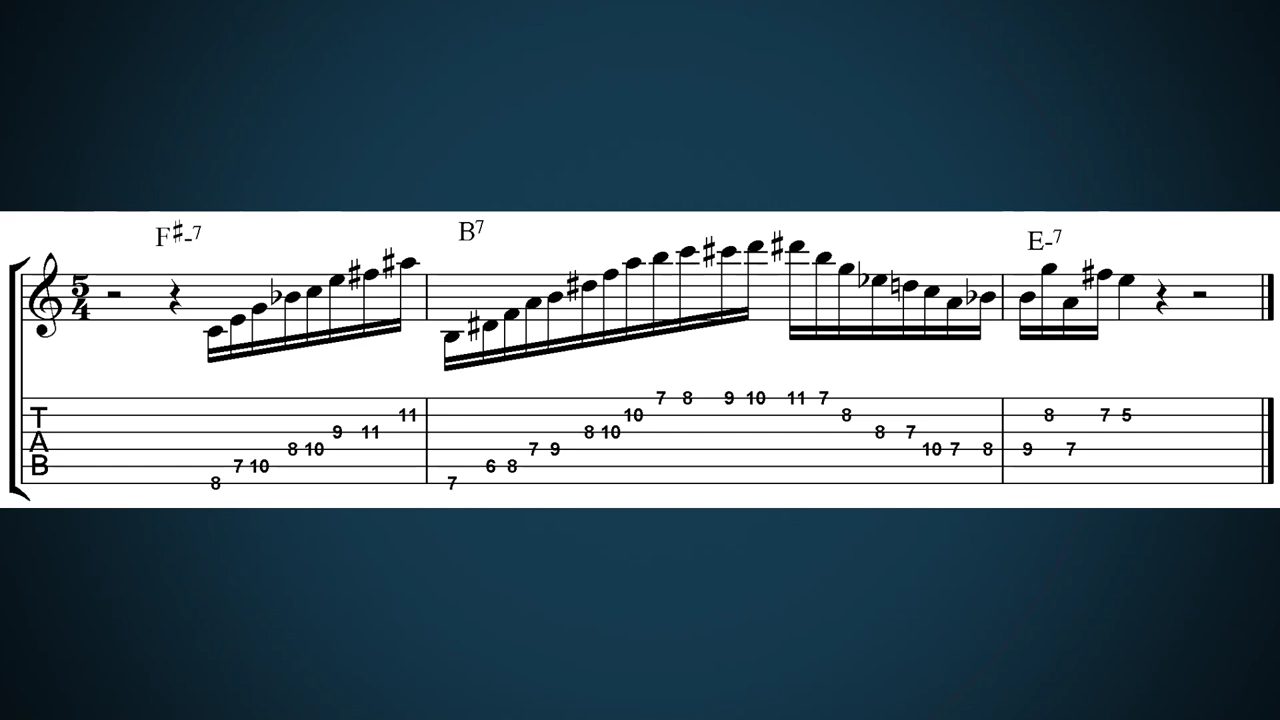 F#-7 B7 E-7
5
4
7 8 9 10 11 7
T 11 10 8 8 7 5
A 9 11 8 10 8 7
8 10 7 9 10 7 8 9 7
B 7 10 6 8
8 7